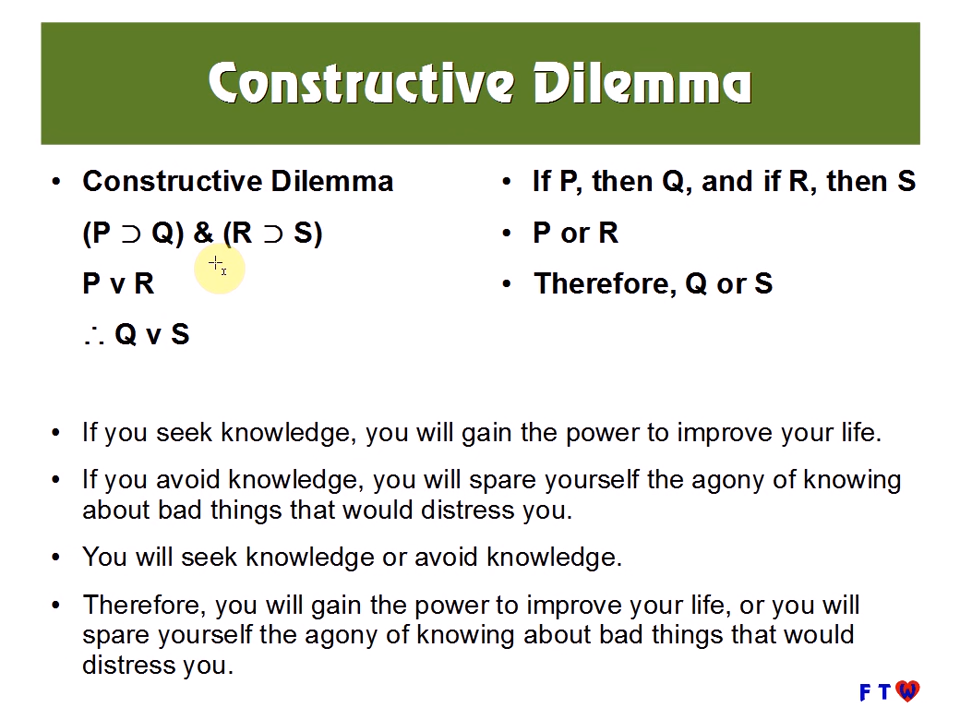 Constructive Dilemma
• Constructive Dilemma
(P ⊃ Q) & (R ⊃ S)
P v R
∴ Q v S
• If P, then Q, and if R, then S
• P or R
• Therefore, Q or S
• If you seek knowledge, you will gain the power to improve your life.
• If you avoid knowledge, you will spare yourself the agony of knowing
about bad things that would distress you.
• You will seek knowledge or avoid knowledge.
• Therefore, you will gain the power to improve your life, or you will
spare yourself the agony of knowing about bad things that would
distress you.
F T W